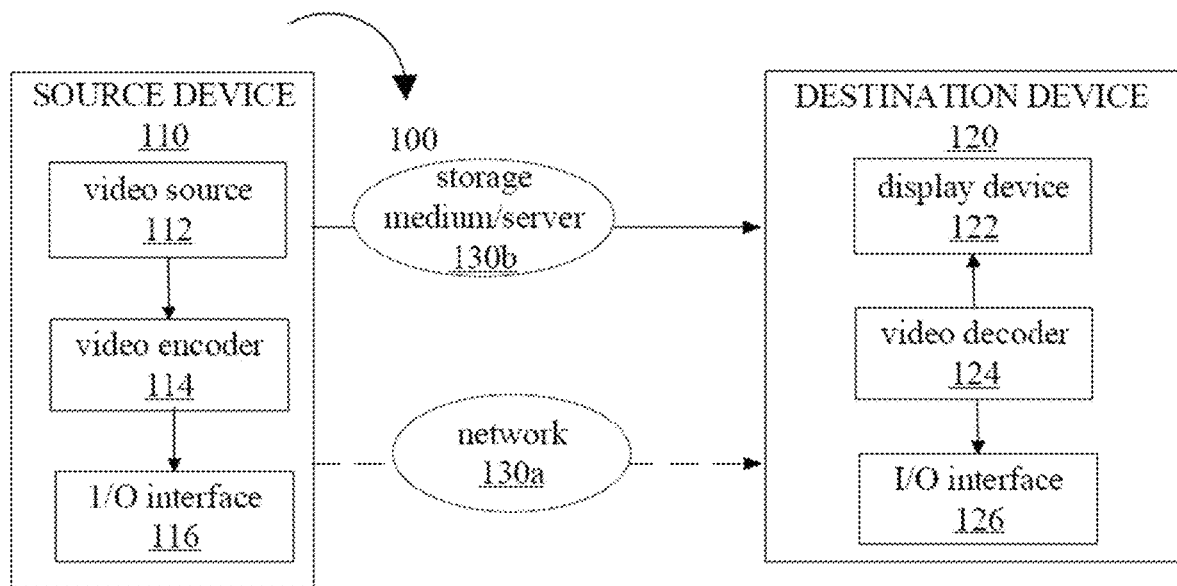 SOURCE DEVICE
110
video source
112
video encoder
114
I/O interface
116
100
storage
medium/server
130b
network
130a
DESTINATION DEVICE
120
display device
122
video decoder
124
I/O interface
126